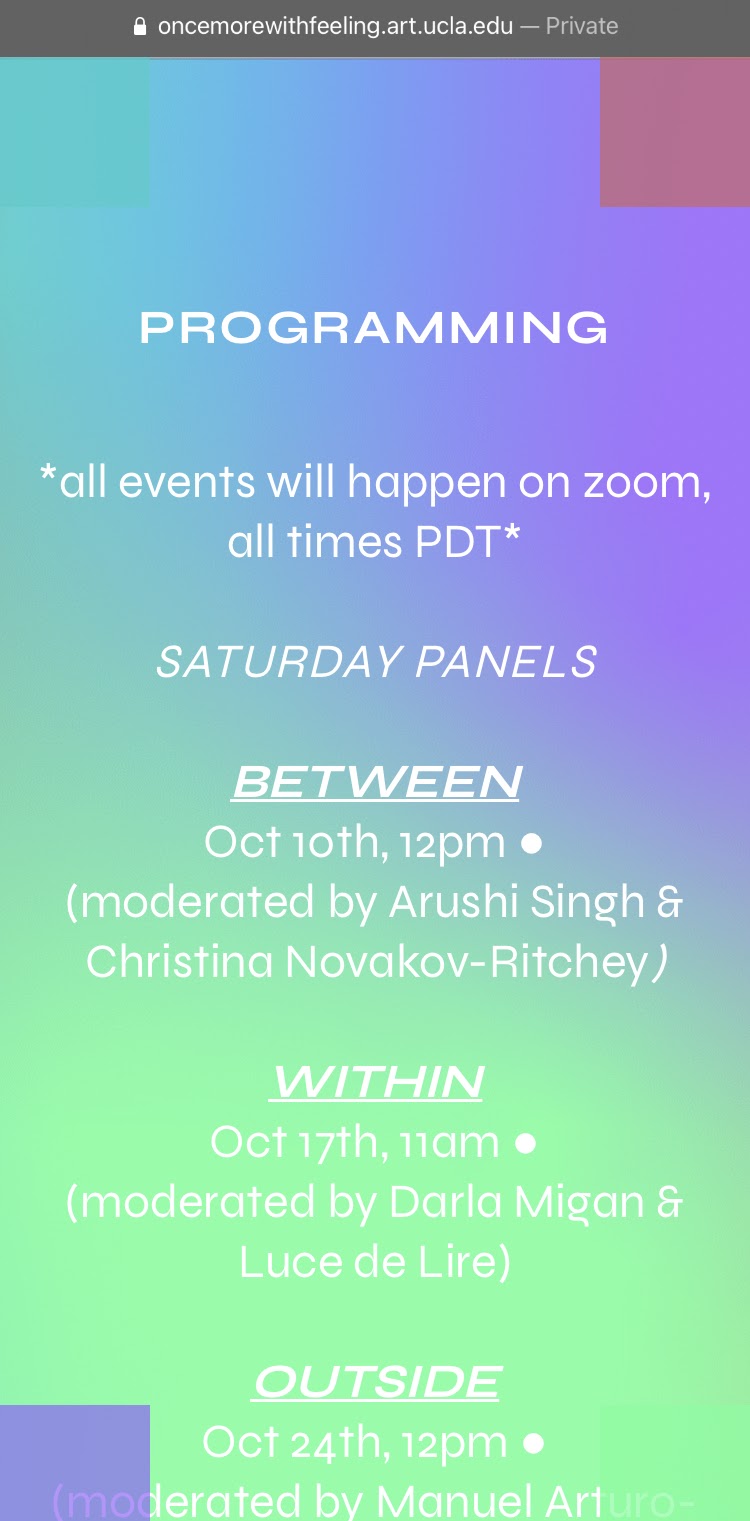 oncemorewithfeeling.art.ucla.edu — Private
PROGRAMMING
*all events will happen on zoom,
all times PDT*
SATURDAY PANELS
BETWEEN
Oct 10th, 12pm ●
(moderated by Arushi Singh &
Christina Novakov-Ritchey)
WITHIN
Oct 17th, 11am ●
(moderated by Darla Migan &
Luce de Lire)
OUTSIDE
Oct 24th, 12pm ●
(moderated by Manuel Arturo-